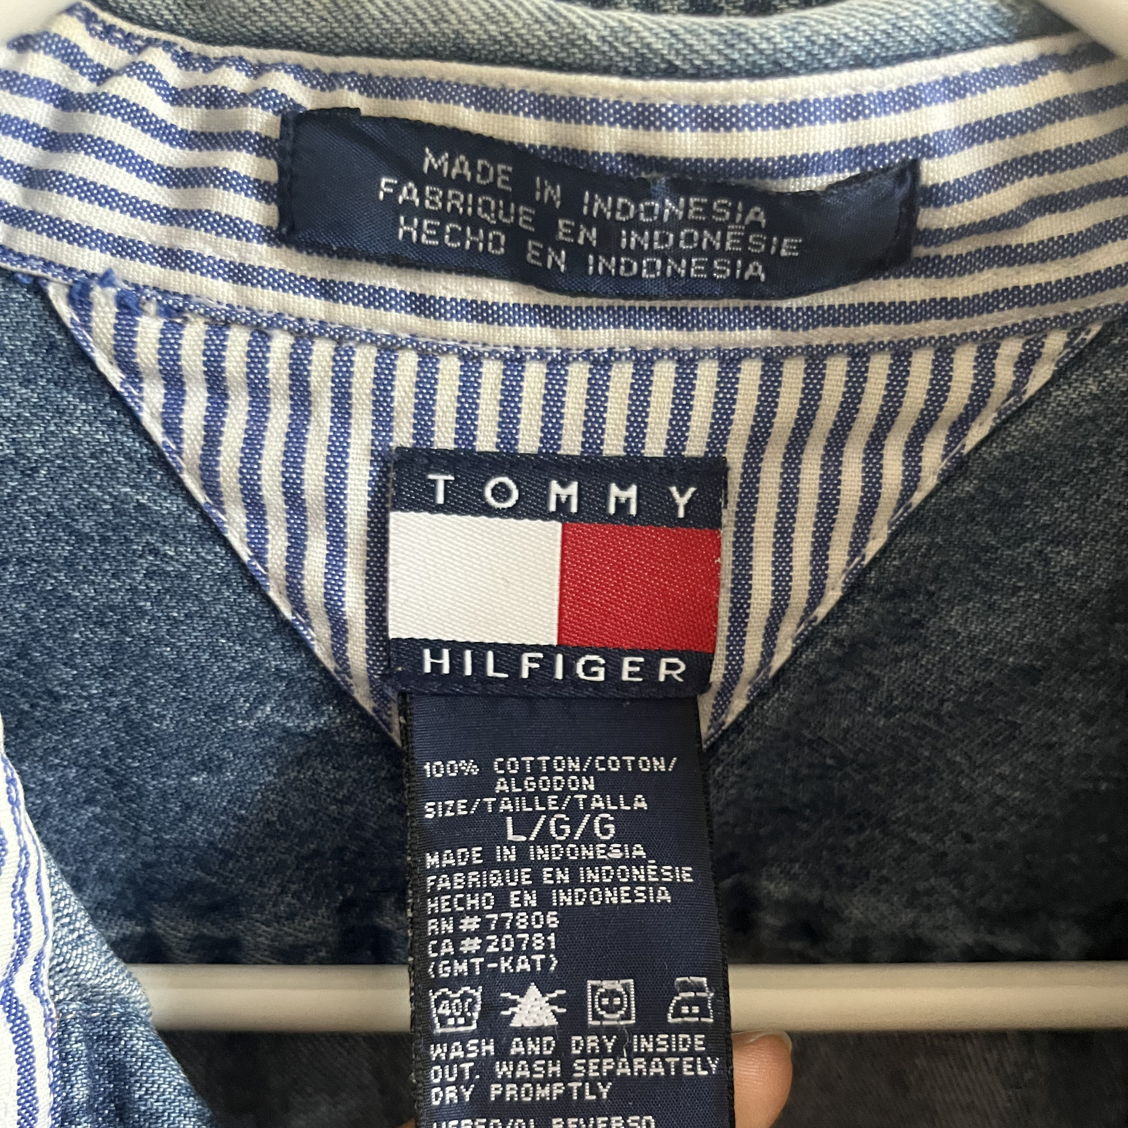 MADE IN INDONESIA
FABRIQUE EN INDONÉSIE
HECHO EN INDONESIA
TOMMY
HILFIGER
100% COTTON/COTON/
ALGODON
SIZE/TAILLE/TALLA
L/G/G
MADE IN INDONESIA
FABRIQUE EN INDONÉSIE
HECHO EN INDONESIA
RN#77806
CA#20781
(GMT-KAT)
40C
WASH AND DRY INSIDE
OUT. WASH SEPARATELY
DRY PROMPTLY